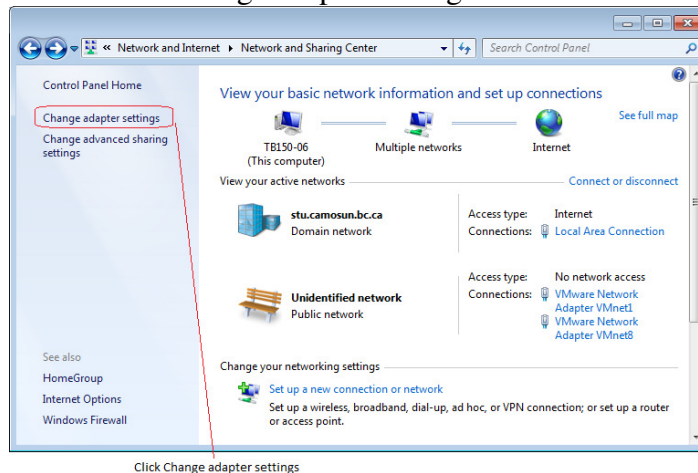 « Network and Internet ▸ Network and Sharing Center
Search Control Panel
Control Panel Home
Change adapter settings
Change advanced sharing
settings
See also
HomeGroup
Internet Options
Windows Firewall
View your basic network information and set up connections
See full map
TB150-06
(This computer)
Multiple networks
Internet
View your active networks
Connect or disconnect
stu.camosun.bc.ca
Domain network
Access type: Internet
Connections: Local Area Connection
Unidentified network
Public network
Access type: No network access
Connections: VMware Network
Adapter VMnet1
VMware Network
Adapter VMnet8
Change your networking settings
Set up a new connection or network
Set up a wireless, broadband, dial-up, ad hoc, or VPN connection; or set up a router
or access point.
Click Change adapter settings